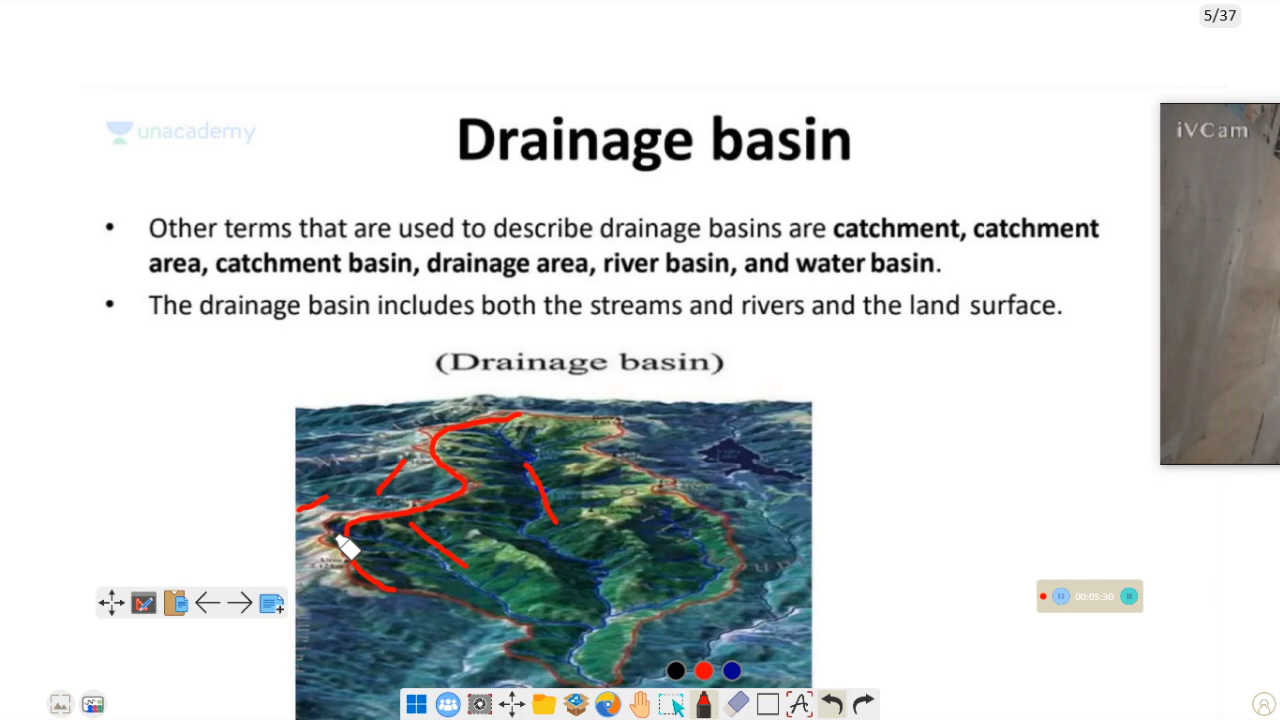 5/37
unacademy
Drainage basin
iVCam
• Other terms that are used to describe drainage basins are catchment, catchment
area, catchment basin, drainage area, river basin, and water basin.
• The drainage basin includes both the streams and rivers and the land surface.
(Drainage basin)
00:05:30